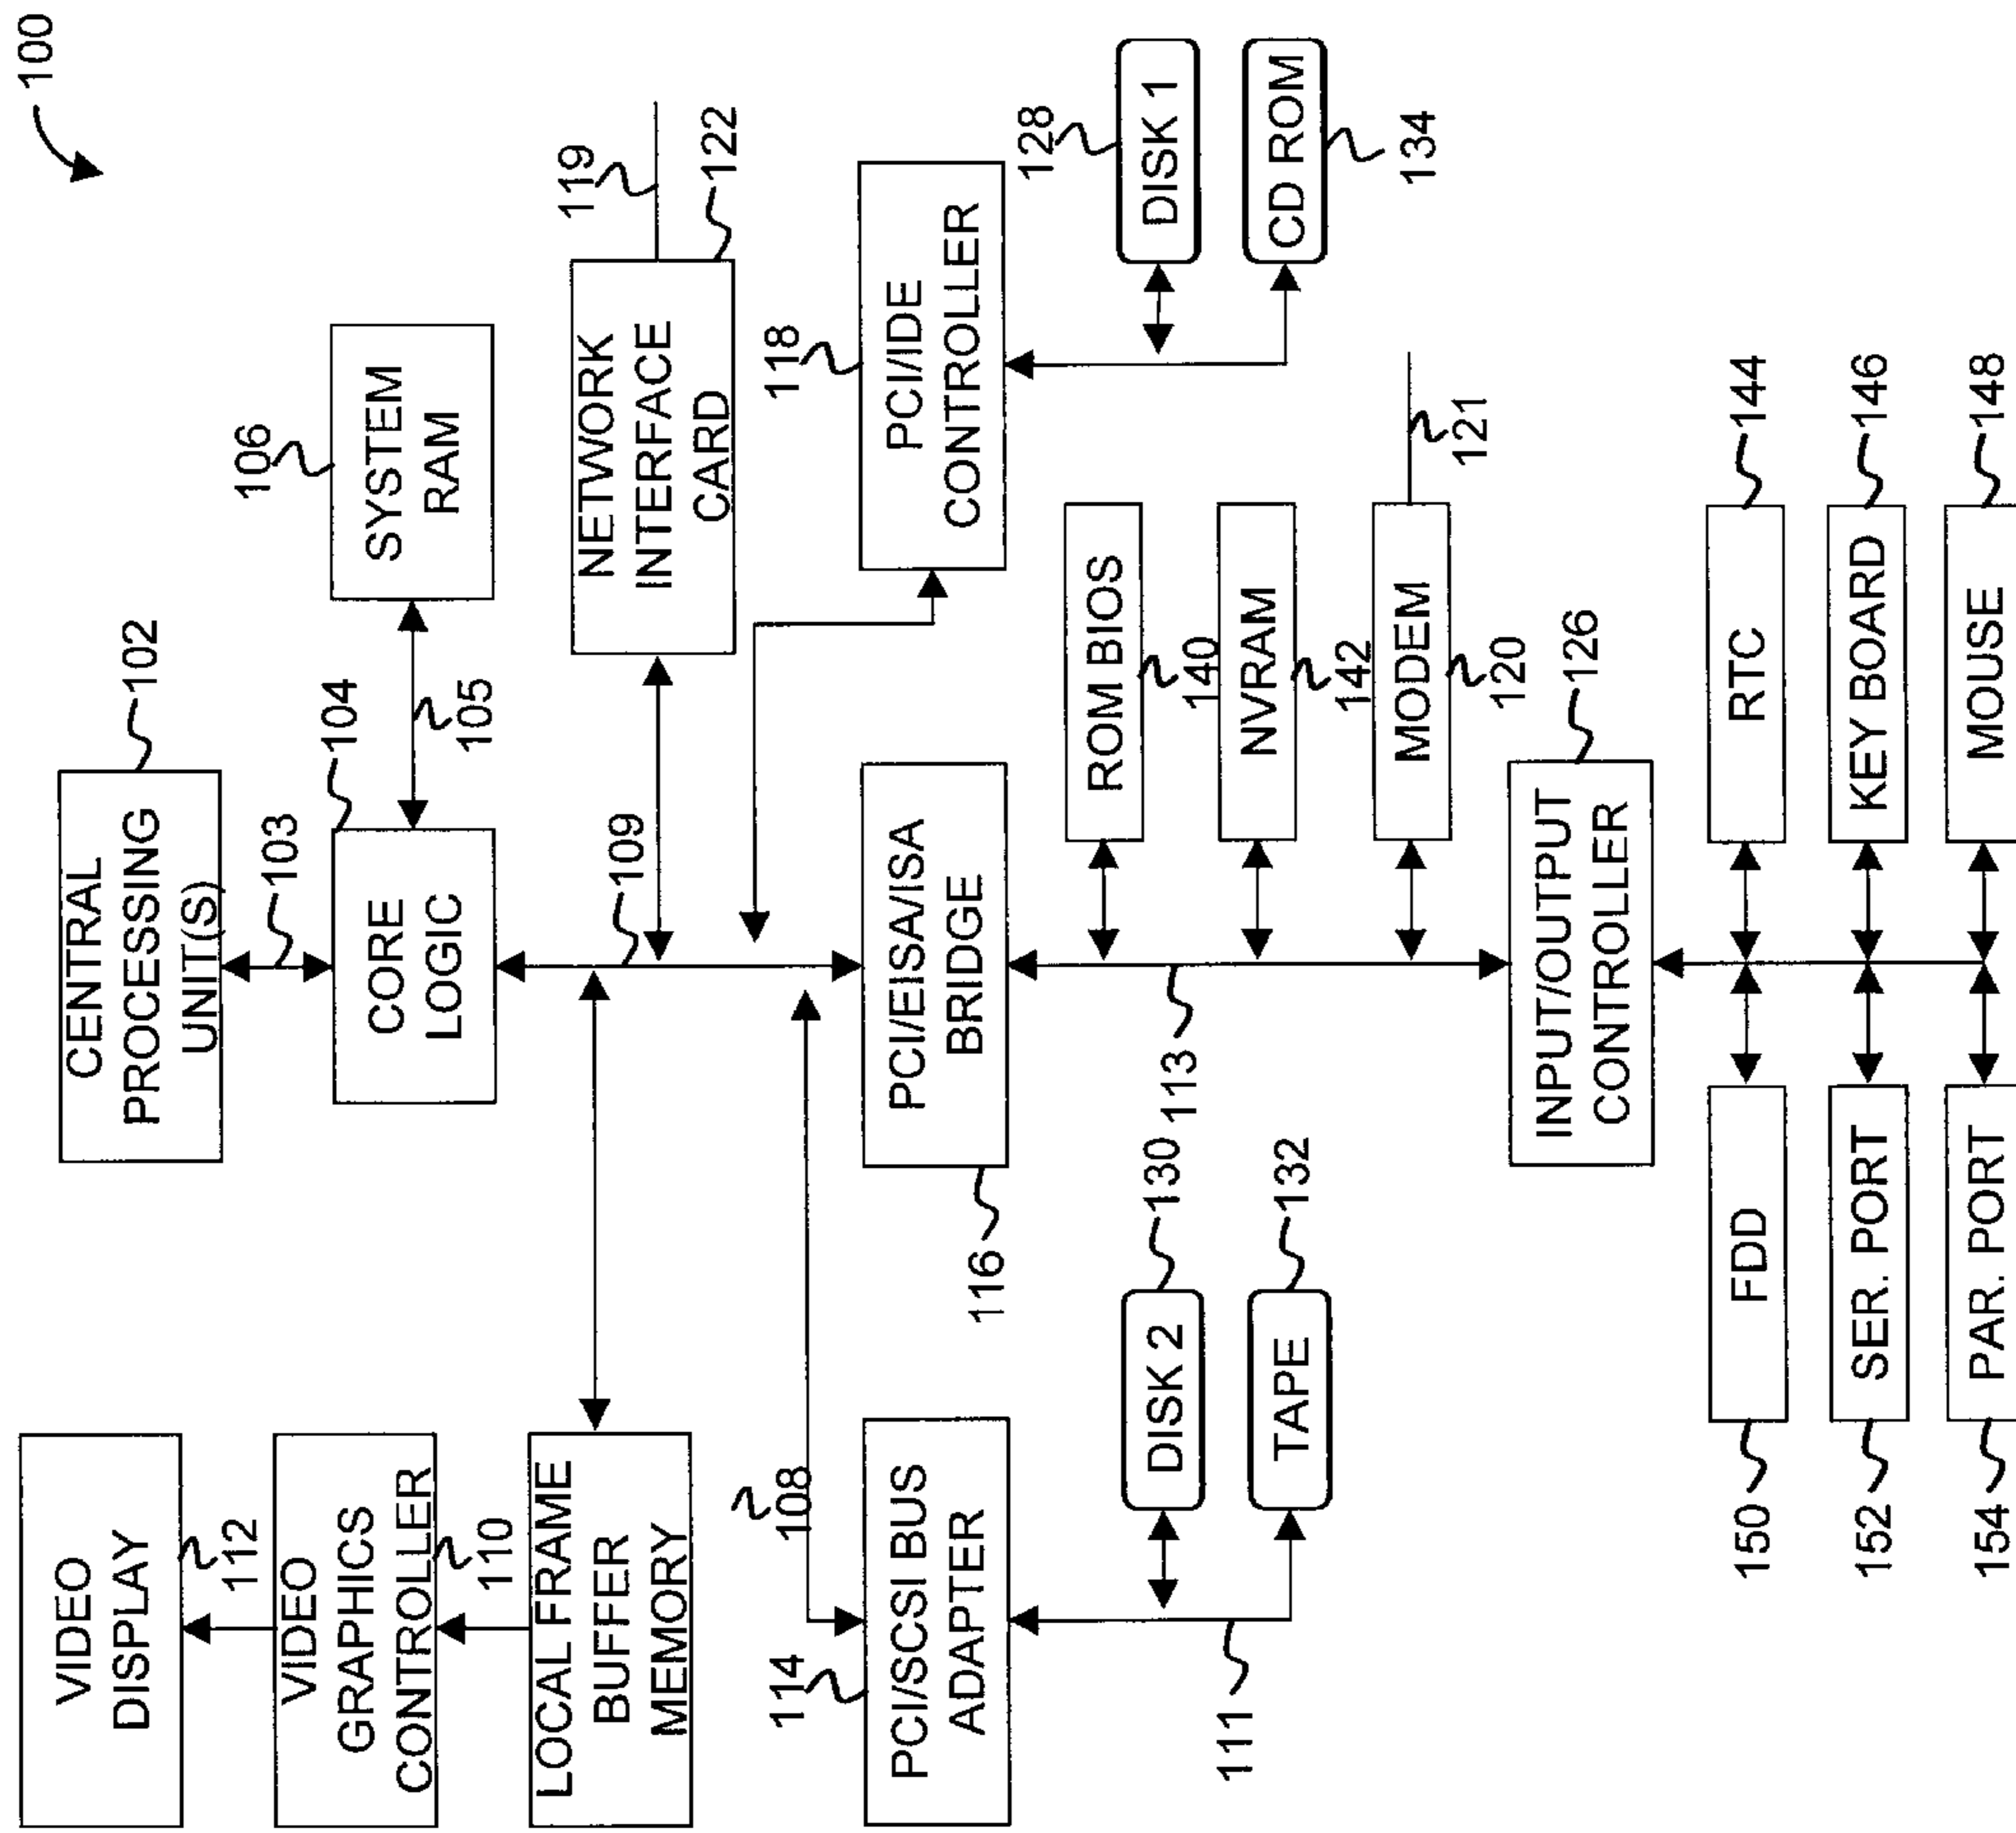 100
CENTRAL
PROCESSING
UNIT(S)
102
103
104
CORE
LOGIC
105
106
SYSTEM
RAM
109
119
NETWORK
INTERFACE
CARD
122
VIDEO
DISPLAY
112
VIDEO
GRAPHICS
CONTROLLER
110
LOCAL FRAME
BUFFER
MEMORY
108
114
PCI/SCSI BUS
ADAPTER
111
PCI/EISA/ISA
BRIDGE
116
118
PCI/IDE
CONTROLLER
128
DISK 1
CD ROM
134
130
DISK 2
132
TAPE
113
ROM BIOS
140
NVRAM
142
MODEM
120
121
126
INPUT/OUTPUT
CONTROLLER
FDD
150
RTC
144
SER. PORT
152
KEY BOARD
146
PAR. PORT
154
MOUSE
148